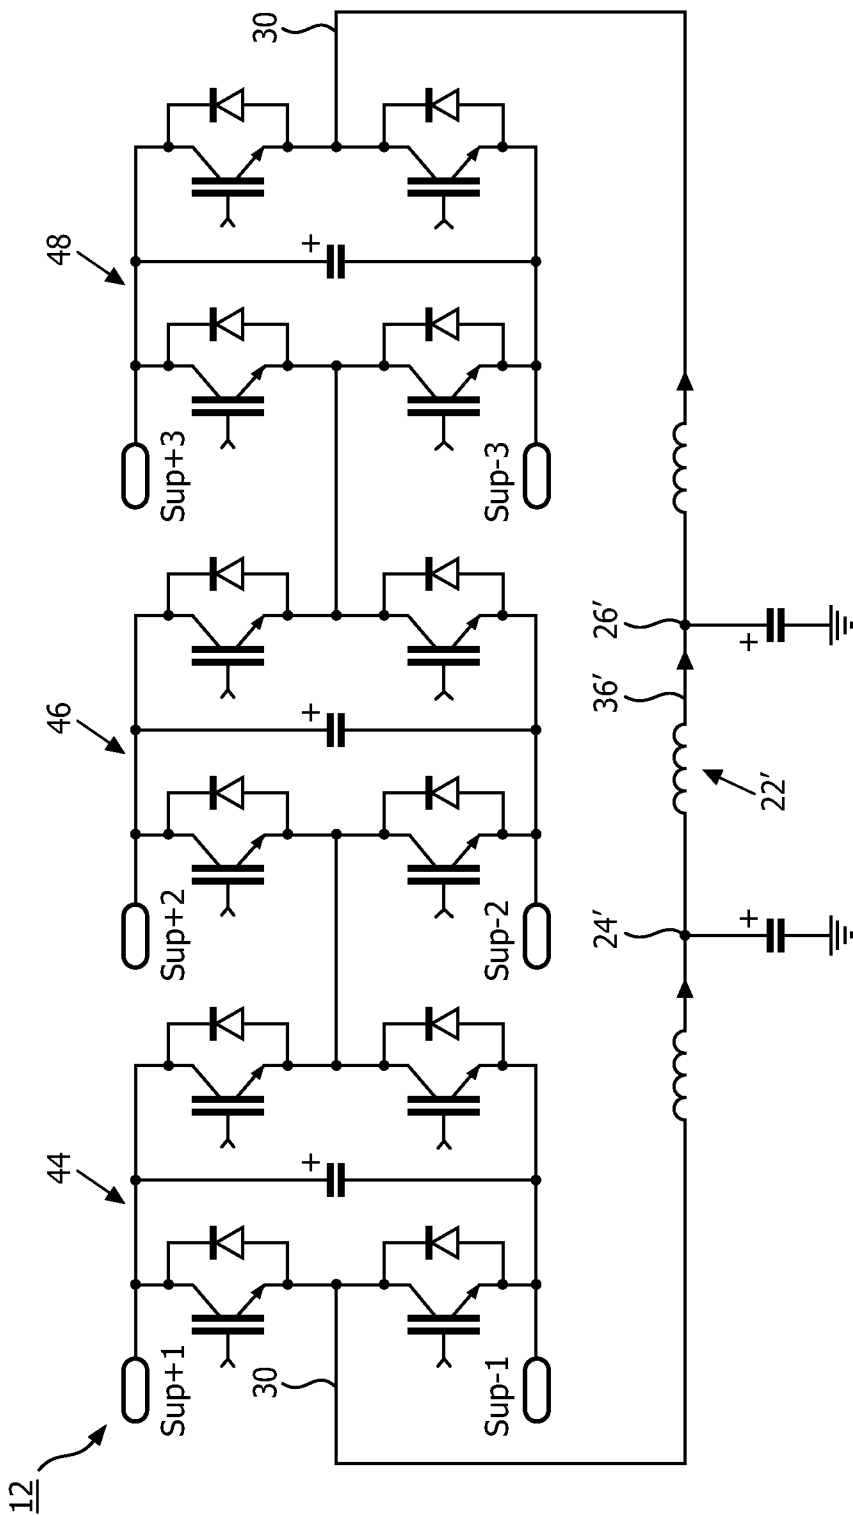 12
44
46
48
Sup+1
Sup+2
Sup+3
30
30
+
+
+
Sup-1
Sup-2
Sup-3
24'
36'
26'
22'
+
+